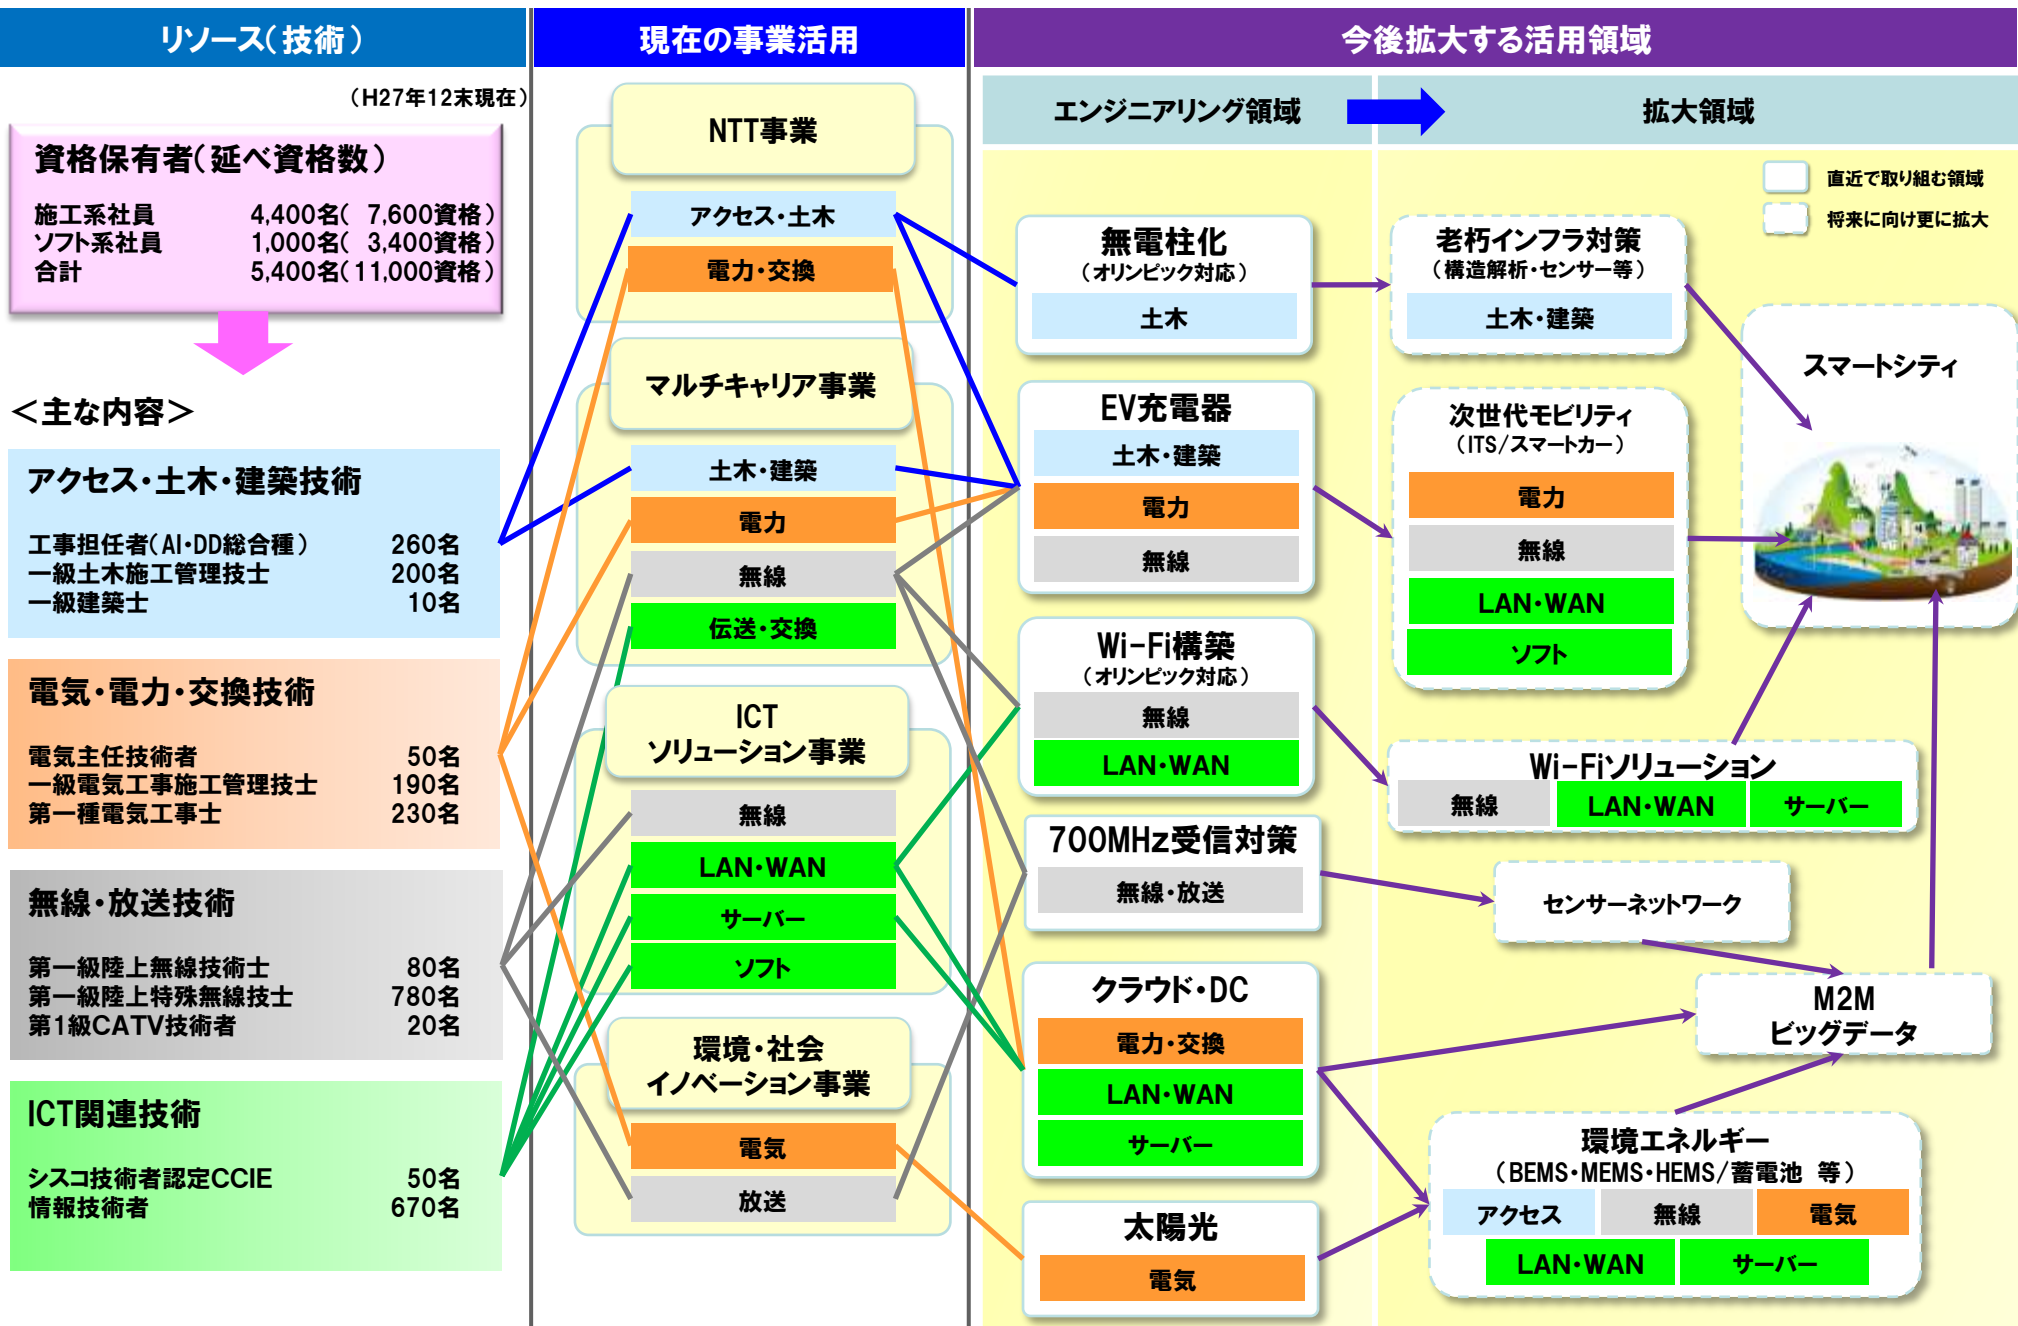 リソース(技術)
現在の事業活用
今後拡大する活用領域
(H27年12末現在)
資格保有者(延べ資格数)
施工系社員 4,400名( 7,600資格)
ソフト系社員 1,000名( 3,400資格)
合計 5,400名(11,000資格)
<主な内容>
アクセス・土木・建築技術
工事担任者(AI・DD総合種) 260名
一級土木施工管理技士 200名
一級建築士 10名
電気・電力・交換技術
電気主任技術者 50名
一級電気工事施工管理技士 190名
第一種電気工事士 230名
無線・放送技術
第一級陸上無線技術士 80名
第一級陸上特殊無線技士 780名
第1級CATV技術者 20名
ICT関連技術
シスコ技術者認定CCIE 50名
情報技術者 670名
NTT事業
アクセス・土木
電力・交換
マルチキャリア事業
土木・建築
電力
無線
伝送・交換
ICT
ソリューション事業
無線
LAN・WAN
サーバー
ソフト
環境・社会
イノベーション事業
電気
放送
エンジニアリング領域
拡大領域
直近で取り組む領域
将来に向け更に拡大
無電柱化
(オリンピック対応)
土木
EV充電器
土木・建築
電力
無線
Wi-Fi構築
(オリンピック対応)
無線
LAN・WAN
700MHz受信対策
無線・放送
クラウド・DC
電力・交換
LAN・WAN
サーバー
太陽光
電気
老朽インフラ対策
(構造解析・センサー等)
土木・建築
次世代モビリティ
(ITS/スマートカー)
電力
無線
LAN・WAN
ソフト
スマートシティ
Wi-Fiソリューション
無線 LAN・WAN サーバー
センサーネットワーク
M2M
ビッグデータ
環境エネルギー
(BEMS・MEMS・HEMS/蓄電池 等)
アクセス 無線 電気
LAN・WAN サーバー